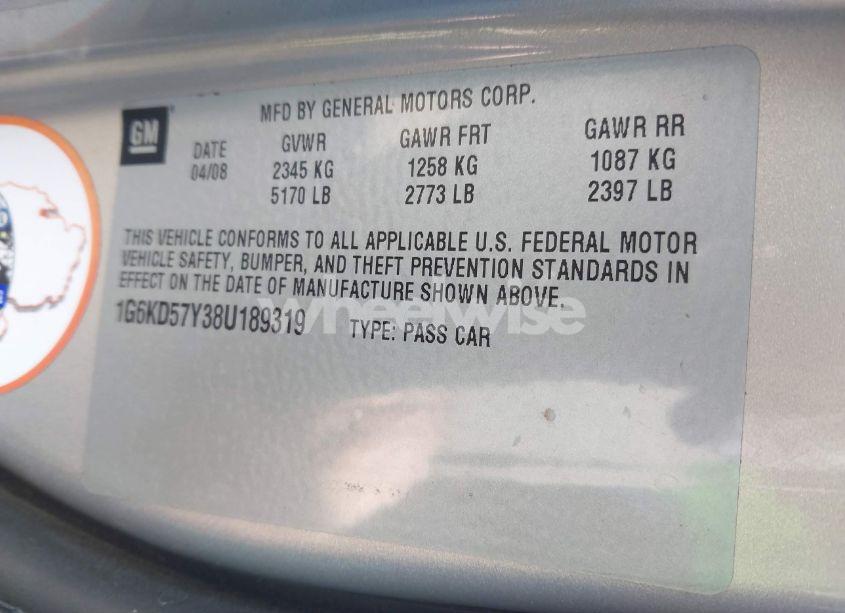 MFD BY GENERAL MOTORS CORP.
GM
DATE GVWR GAWR FRT GAWR RR
04/08 2345 KG 1258 KG 1087 KG
5170 LB 2773 LB 2397 LB
THIS VEHICLE CONFORMS TO ALL APPLICABLE U.S. FEDERAL MOTOR
VEHICLE SAFETY, BUMPER, AND THEFT PREVENTION STANDARDS IN
EFFECT ON THE DATE OF MANUFACTURE SHOWN ABOVE.
1G6KD57Y38U189319 TYPE: PASS CAR
wheelwise